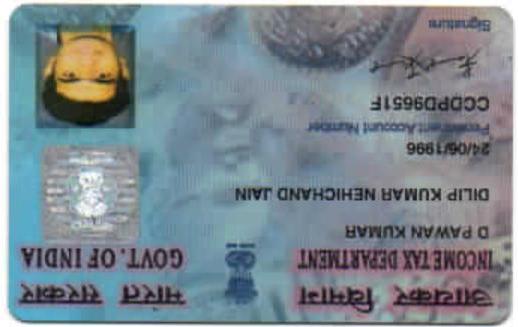 आयकर विभाग
भारत सरकार
INCOME TAX DEPARTMENT
GOVT. OF INDIA
D PAWAN KUMAR
DILIP KUMAR NEHICHAND JAIN
24/06/1996
Permanent Account Number
CCDPD9651F
Signature